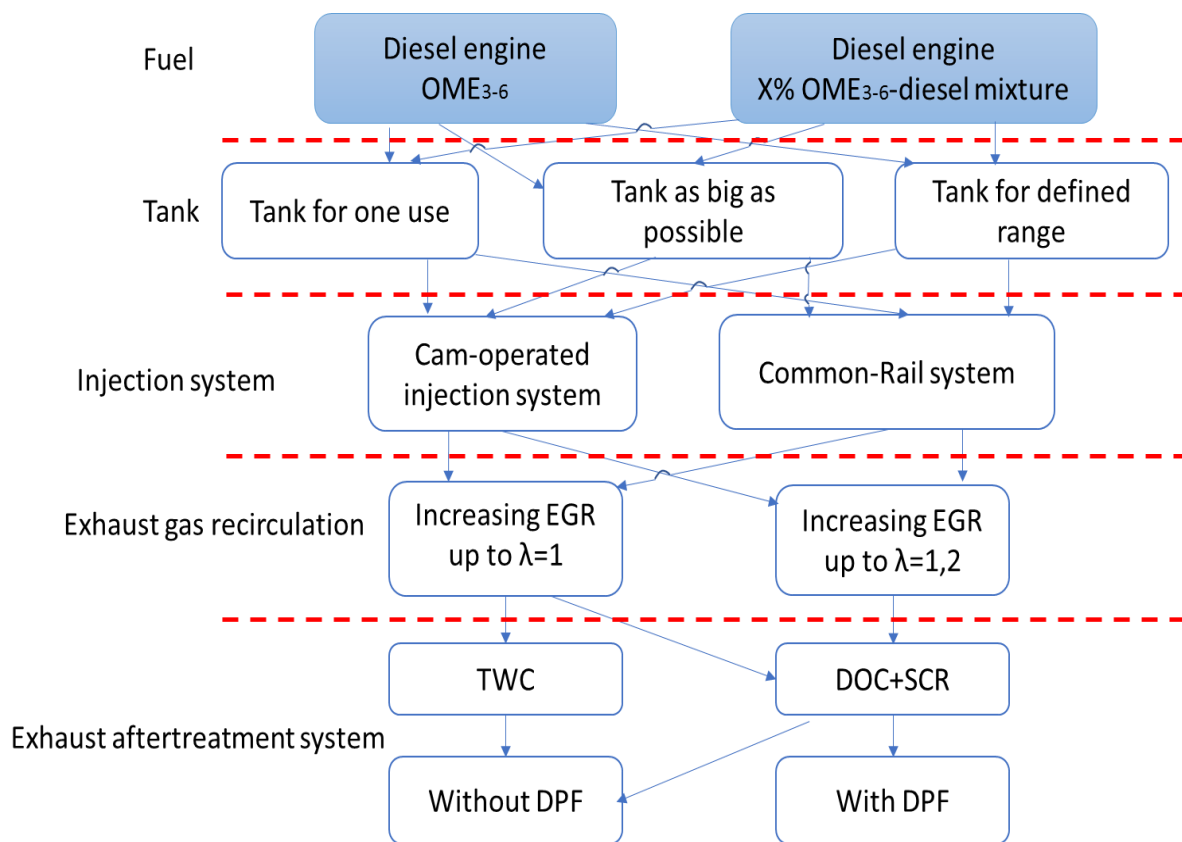 Fuel
Diesel engine
OME3-6
Diesel engine
X% OME3-6-diesel mixture
Tank
Tank for one use
Tank as big as
possible
Tank for defined
range
Injection system
Cam-operated
injection system
Common-Rail system
Exhaust gas recirculation
Increasing EGR
up to λ=1
Increasing EGR
up to λ=1,2
Exhaust aftertreatment system
TWC
DOC+SCR
Without DPF
With DPF